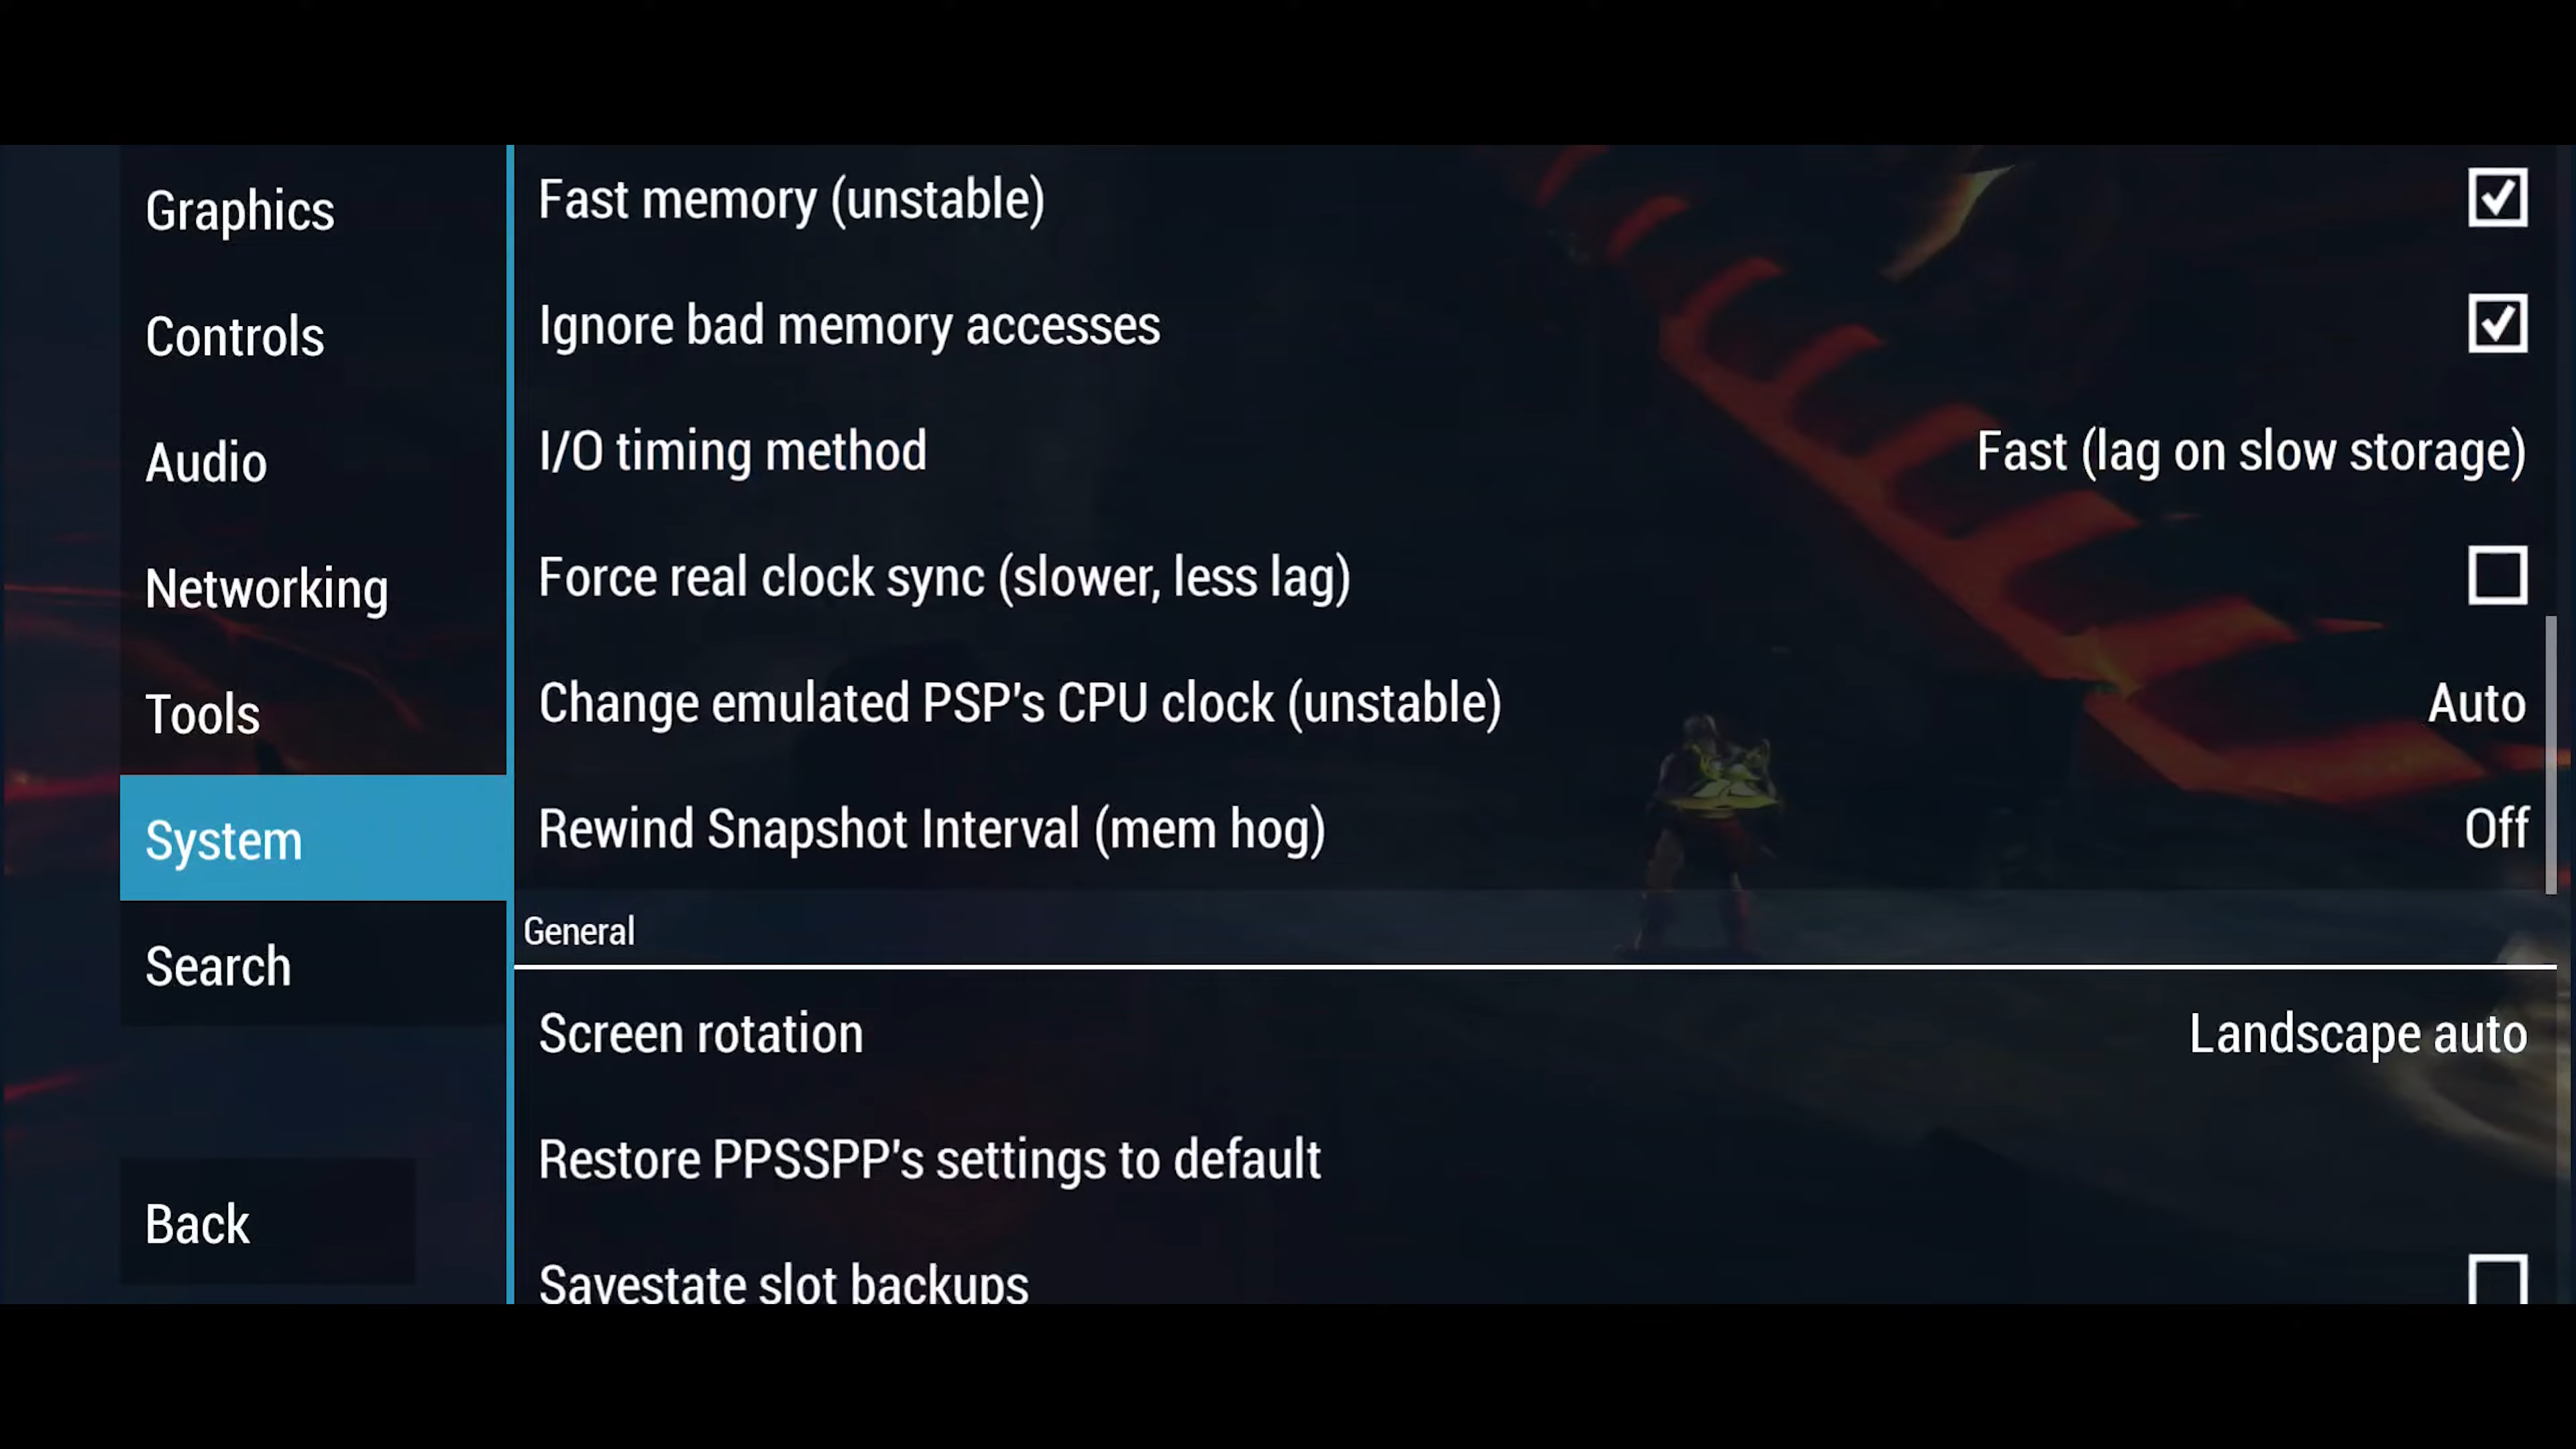 Graphics
Controls
Audio
Networking
Tools
System
Search
Back
Fast memory (unstable)
Ignore bad memory accesses
I/O timing method Fast (lag on slow storage)
Force real clock sync (slower, less lag)
Change emulated PSP's CPU clock (unstable) Auto
Rewind Snapshot Interval (mem hog) Off
General
Screen rotation Landscape auto
Restore PPSSPP's settings to default
Savestate slot backups